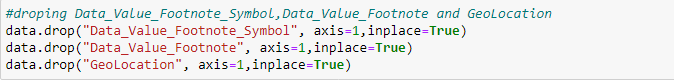 #droping Data_Value_Footnote_Symbol,Data_Value_Footnote and GeoLocation
data.drop("Data_Value_Footnote_Symbol", axis=1,inplace=True)
data.drop("Data_Value_Footnote", axis=1,inplace=True)
data.drop("GeoLocation", axis=1,inplace=True)